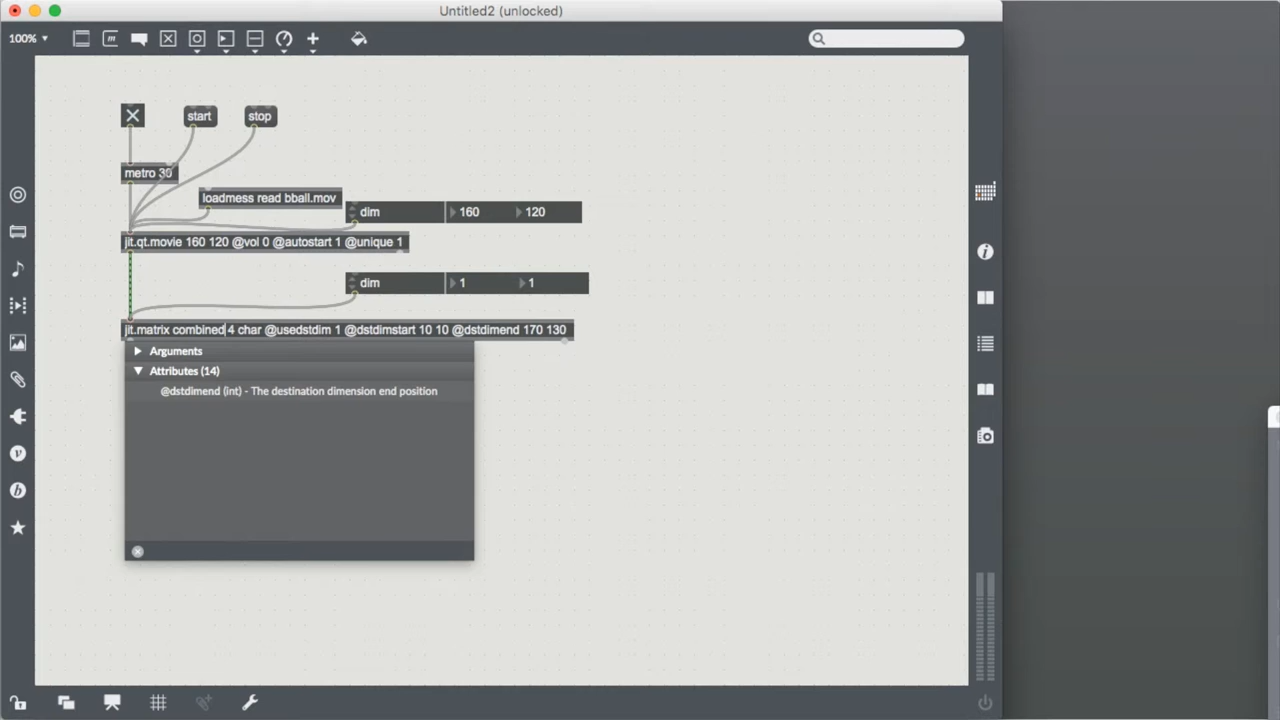 Untitled2 (unlocked)
100%
start
stop
metro 30
loadmess read bball.mov
dim 160 120
jit.qt.movie 160 120 @vol 0 @autostart 1 @unique 1
dim 1 1
jit.matrix combined 4 char @usedstdim 1 @dstdimstart 10 10 @dstdimend 170 130
Arguments
Attributes (14)
@dstdimend (int) - The destination dimension end position